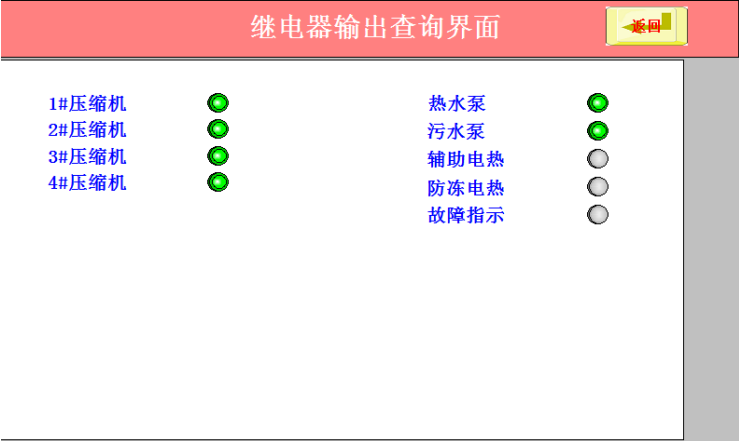 继电器输出查询界面
返回
1#压缩机
2#压缩机
3#压缩机
4#压缩机
热水泵
污水泵
辅助电热
防冻电热
故障指示